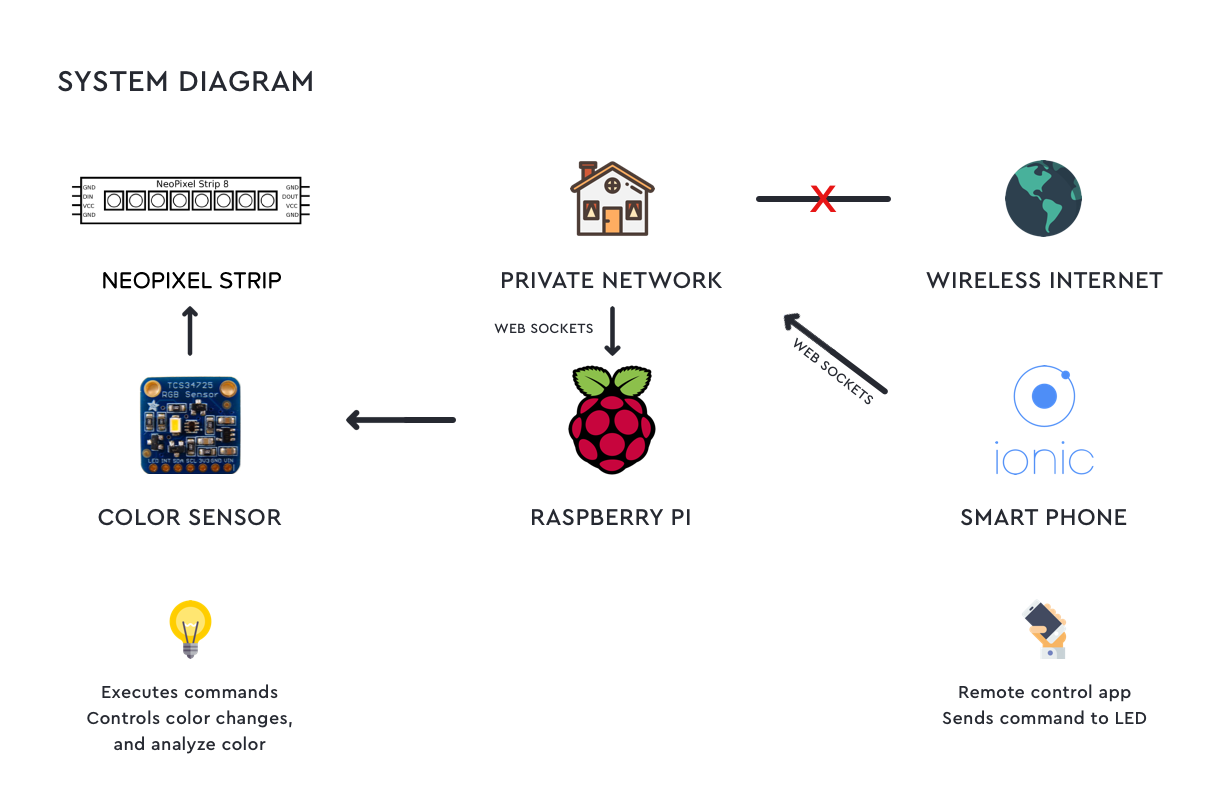 SYSTEM DIAGRAM
NeoPixel Strip 8
GND
DIN
VCC
GND
GND
DOUT
VCC
GND
NEOPIXEL STRIP
PRIVATE NETWORK
X
WIRELESS INTERNET
WEB SOCKETS
WEB SOCKETS
TCS34725
RGB Sensor
LED INT SDA SCL 3V3 GND VIN
ionic
COLOR SENSOR
RASPBERRY PI
SMART PHONE
Executes commands
Controls color changes,
and analyze color
Remote control app
Sends command to LED